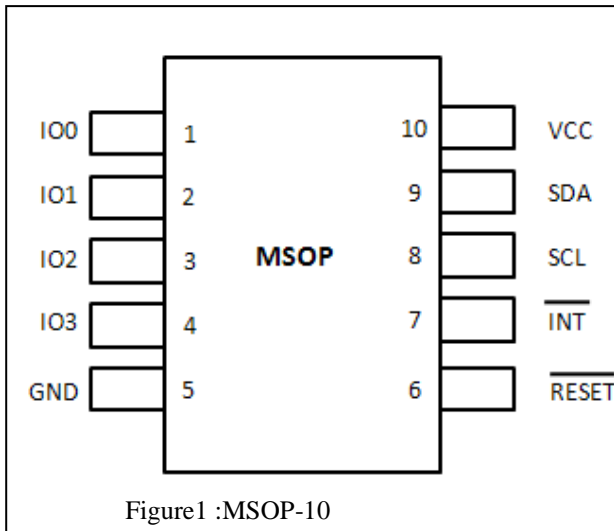 IO0 1 10 VCC
IO1 2 9 SDA
IO2 3 MSOP 8 SCL
IO3 4 7 INT
GND 5 6 RESET
Figure1 :MSOP-10